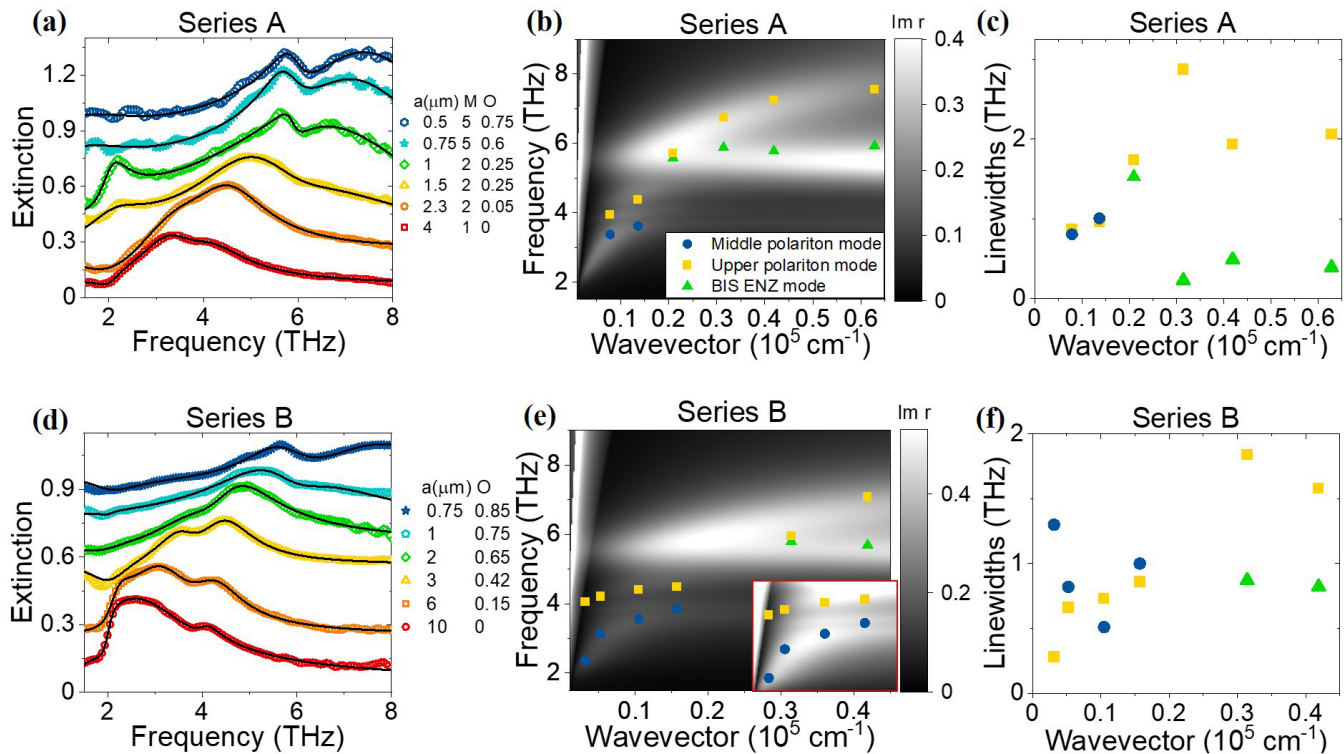 (a)
Series A
Extinction
1.2
0.9
0.6
0.3
0
2
4
6
8
Frequency (THz)
a(μm) M O
0.5 5 0.75
0.75 5 0.6
1 2 0.25
1.5 2 0.25
2.3 2 0.05
4 1 0
(b)
Series A
Im r
Frequency (THz)
8
6
4
2
0.1 0.2 0.3 0.4 0.5 0.6
Wavevector (10⁵ cm⁻¹)
Middle polariton mode
Upper polariton mode
BIS ENZ mode
0.4
0.3
0.2
0.1
0
(c)
Series A
Linewidths (THz)
2
0
0 0.1 0.2 0.3 0.4 0.5 0.6
Wavevector (10⁵ cm⁻¹)
(d)
Series B
Extinction
0.9
0.6
0.3
0
2
4
6
8
Frequency (THz)
a(μm) O
0.75 0.85
1 0.75
2 0.65
3 0.42
6 0.15
10 0
(e)
Series B
Im r
Frequency (THz)
8
6
4
2
0.1 0.2 0.3 0.4
Wavevector (10⁵ cm⁻¹)
0.4
0.2
0
(f)
Series B
Linewidths (THz)
2
1
0
0 0.1 0.2 0.3 0.4
Wavevector (10⁵ cm⁻¹)